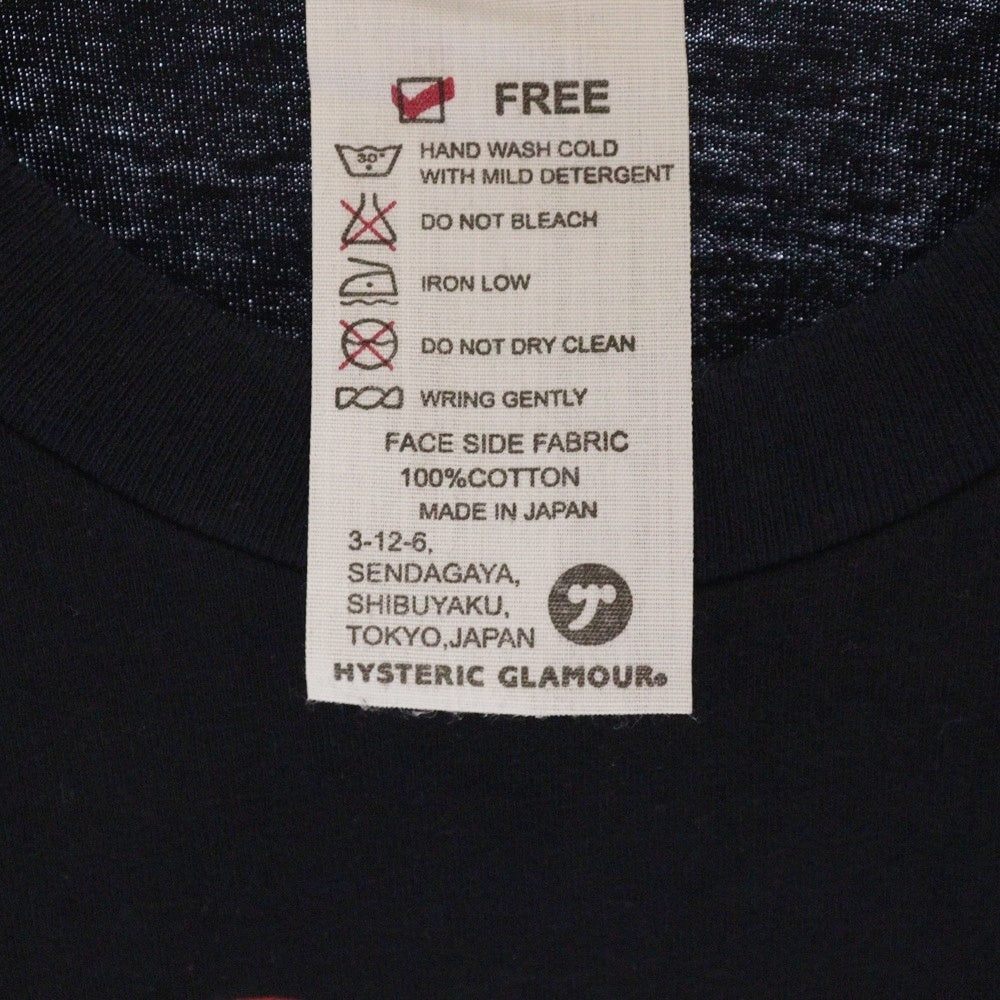 FREE
30°
HAND WASH COLD
WITH MILD DETERGENT
DO NOT BLEACH
IRON LOW
DO NOT DRY CLEAN
WRING GENTLY
FACE SIDE FABRIC
100%COTTON
MADE IN JAPAN
3-12-6,
SENDAGAYA,
SHIBUYAKU,
TOKYO,JAPAN
HYSTERIC GLAMOUR®